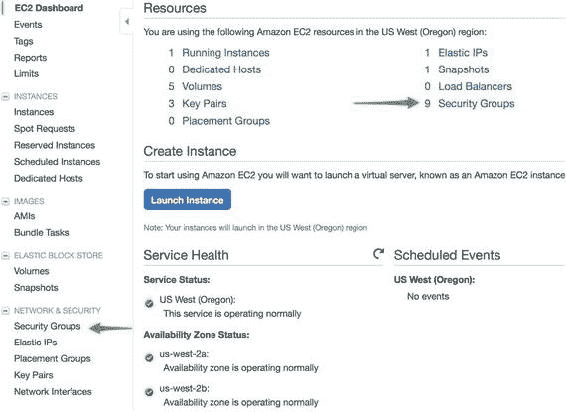 EC2 Dashboard
Events
Tags
Reports
Limits
INSTANCES
Instances
Spot Requests
Reserved Instances
Scheduled Instances
Dedicated Hosts
IMAGES
AMIs
Bundle Tasks
ELASTIC BLOCK STORE
Volumes
Snapshots
NETWORK & SECURITY
Security Groups
Elastic IPs
Placement Groups
Key Pairs
Network Interfaces
Resources
You are using the following Amazon EC2 resources in the US West (Oregon) region:
1 Running Instances
0 Dedicated Hosts
5 Volumes
3 Key Pairs
0 Placement Groups
1 Elastic IPs
1 Snapshots
0 Load Balancers
9 Security Groups
Create Instance
To start using Amazon EC2 you will want to launch a virtual server, known as an Amazon EC2 instance
Launch Instance
Note: Your instances will launch in the US West (Oregon) region
Service Health
Service Status:
US West (Oregon):
This service is operating normally
Availability Zone Status:
us-west-2a:
Availability zone is operating normally
us-west-2b:
Availability zone is operating normally
Scheduled Events
US West (Oregon):
No events